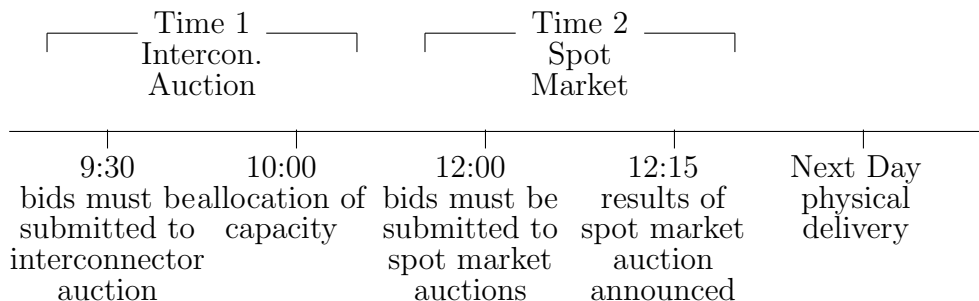 Time 1
Intercon.
Auction
Time 2
Spot
Market
9:30
bids must be
submitted to
interconnector
auction
10:00
allocation of
capacity
12:00
bids must be
submitted to
spot market
auctions
12:15
results of
spot market
auction
announced
Next Day
physical
delivery